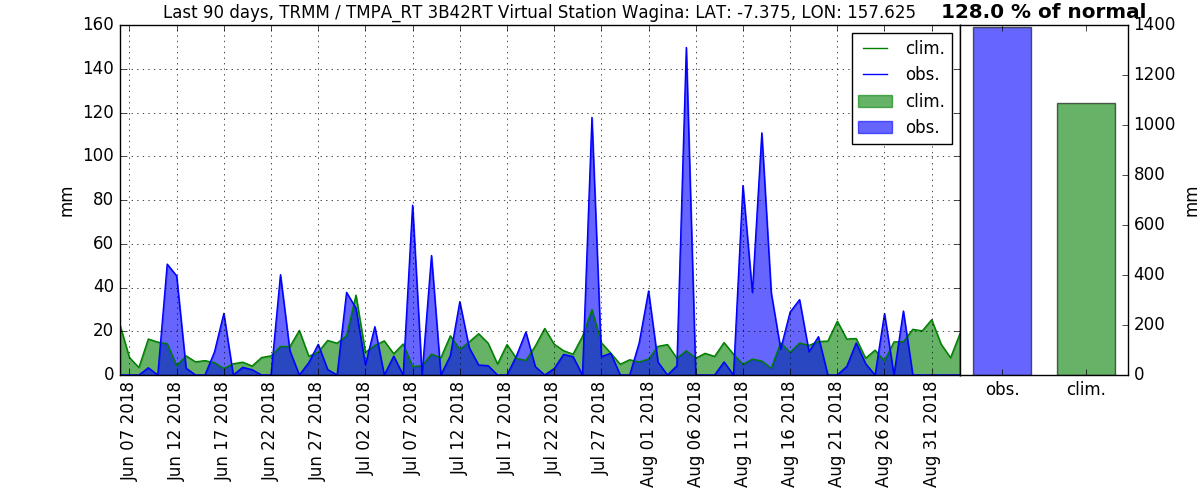 Last 90 days, TRMM / TMPA_RT 3B42RT Virtual Station Wagina: LAT: -7.375, LON: 157.625
128.0 % of normal
mm
160
140
120
100
80
60
40
20
0
clim.
obs.
clim.
obs.
Jun 07 2018
Jun 12 2018
Jun 17 2018
Jun 22 2018
Jun 27 2018
Jul 02 2018
Jul 07 2018
Jul 12 2018
Jul 17 2018
Jul 22 2018
Jul 27 2018
Aug 01 2018
Aug 06 2018
Aug 11 2018
Aug 16 2018
Aug 21 2018
Aug 26 2018
Aug 31 2018
1400
1200
1000
800
600
400
200
0
mm
obs.
clim.